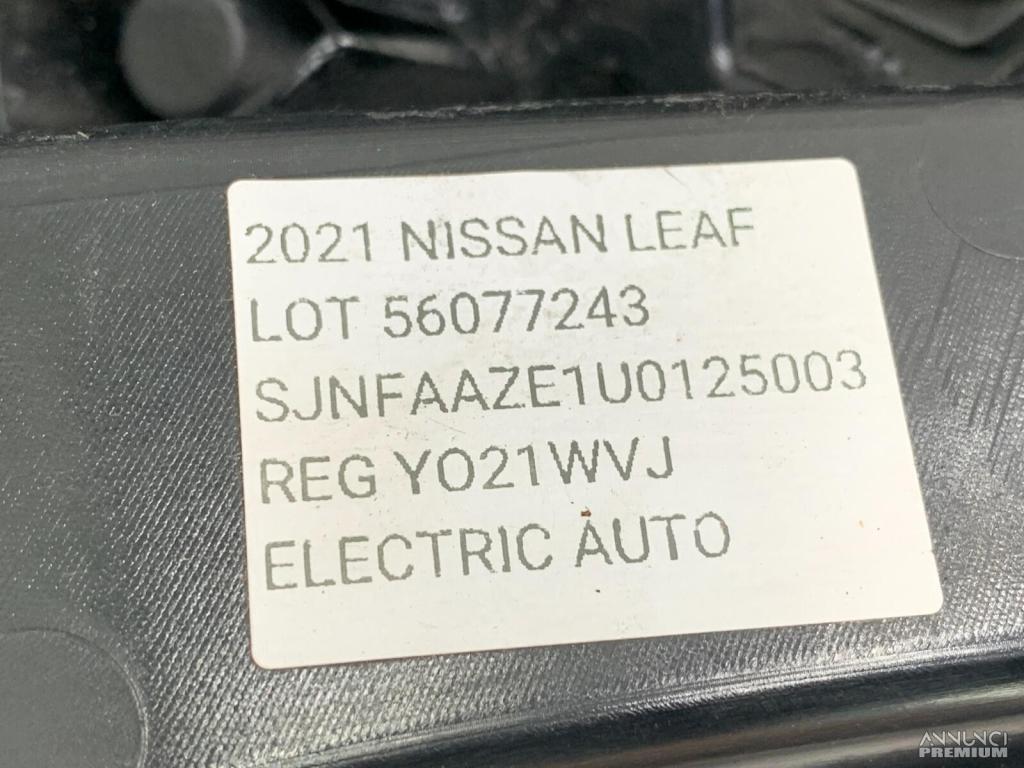 2021 NISSAN LEAF
LOT 56077243
SJNFAAZE1U0125003
REG YO21WVJ
ELECTRIC AUTO
ANNUNCI
PREMIUM